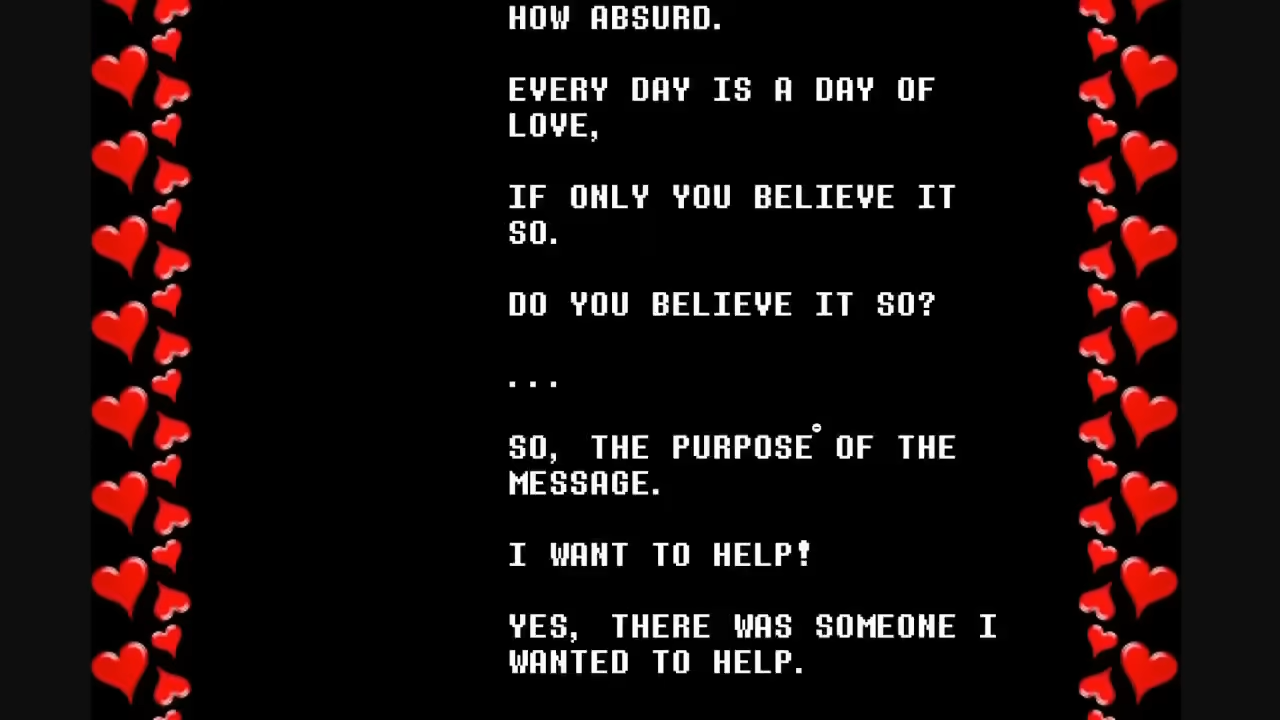 HOW ABSURD.
EVERY DAY IS A DAY OF
LOVE,
IF ONLY YOU BELIEVE IT
SO.
DO YOU BELIEVE IT SO?
...
SO, THE PURPOSE OF THE
MESSAGE.
I WANT TO HELP!
YES, THERE WAS SOMEONE I
WANTED TO HELP.